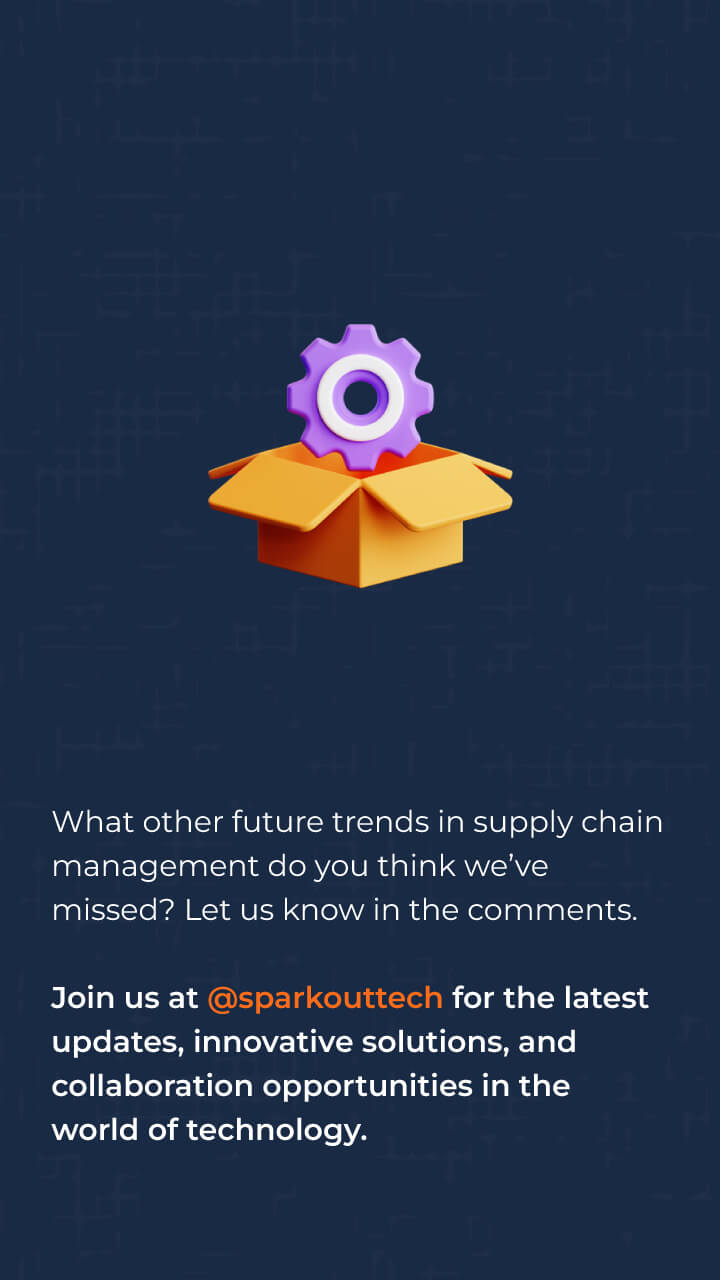 What other future trends in supply chain
management do you think we’ve
missed? Let us know in the comments.
Join us at @sparkouttech for the latest
updates, innovative solutions, and
collaboration opportunities in the
world of technology.